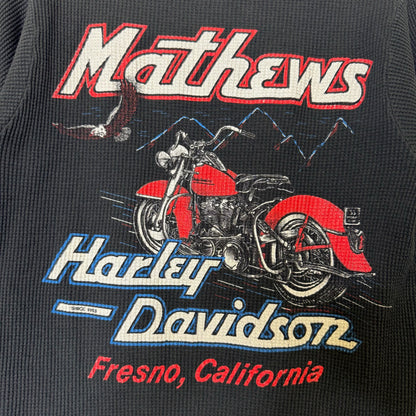 Mathews
Harley
SINCE 1953
Davidson
Fresno, California